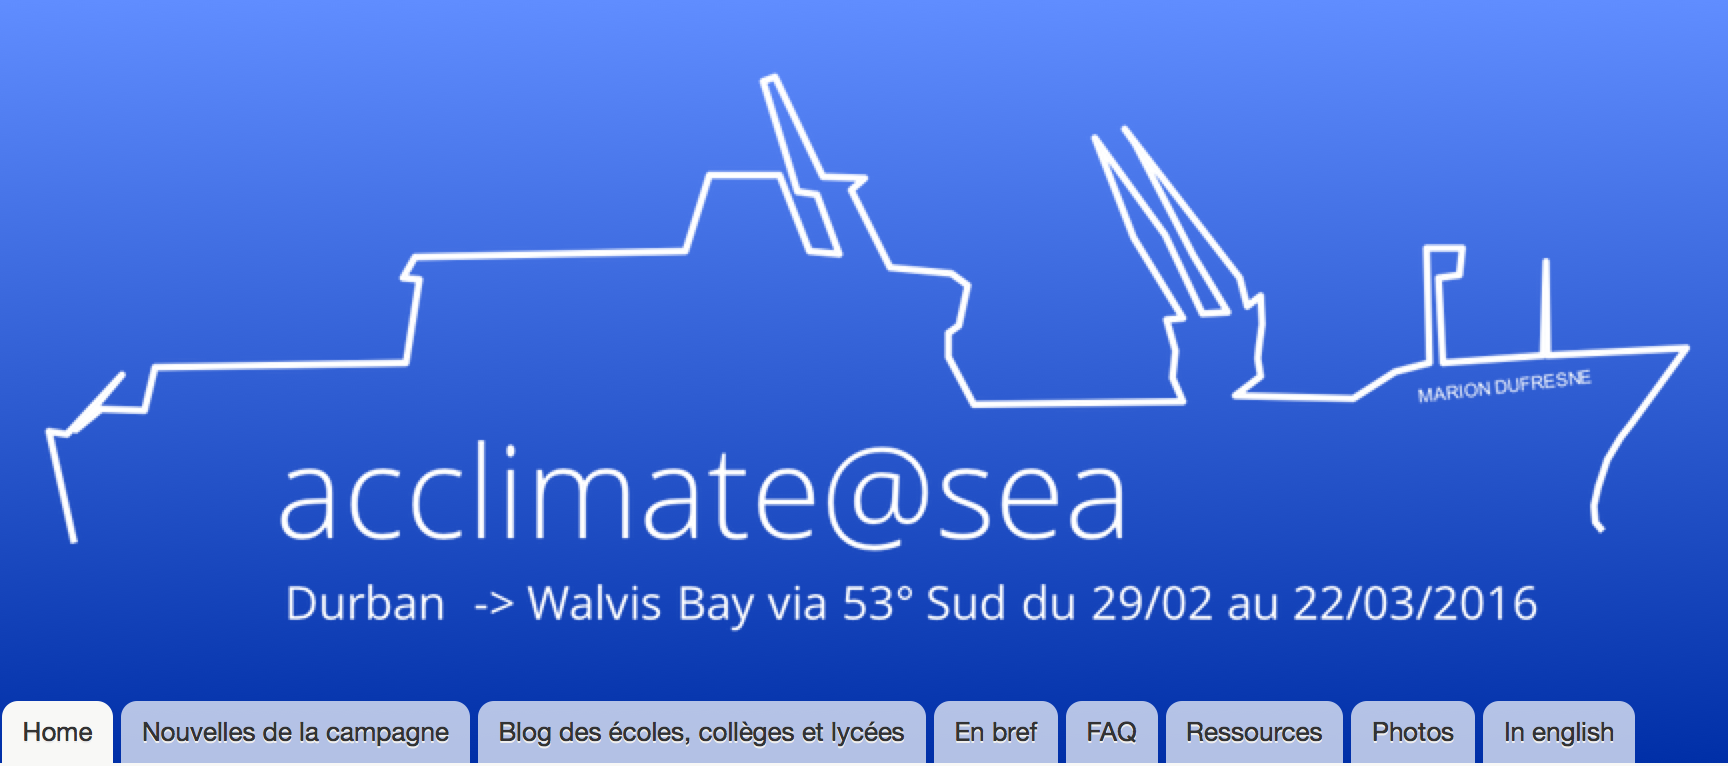 MARION DUFRESNE
acclimate@sea
Durban -> Walvis Bay via 53° Sud du 29/02 au 22/03/2016
Home Nouvelles de la campagne Blog des écoles, collèges et lycées En bref FAQ Ressources Photos In english